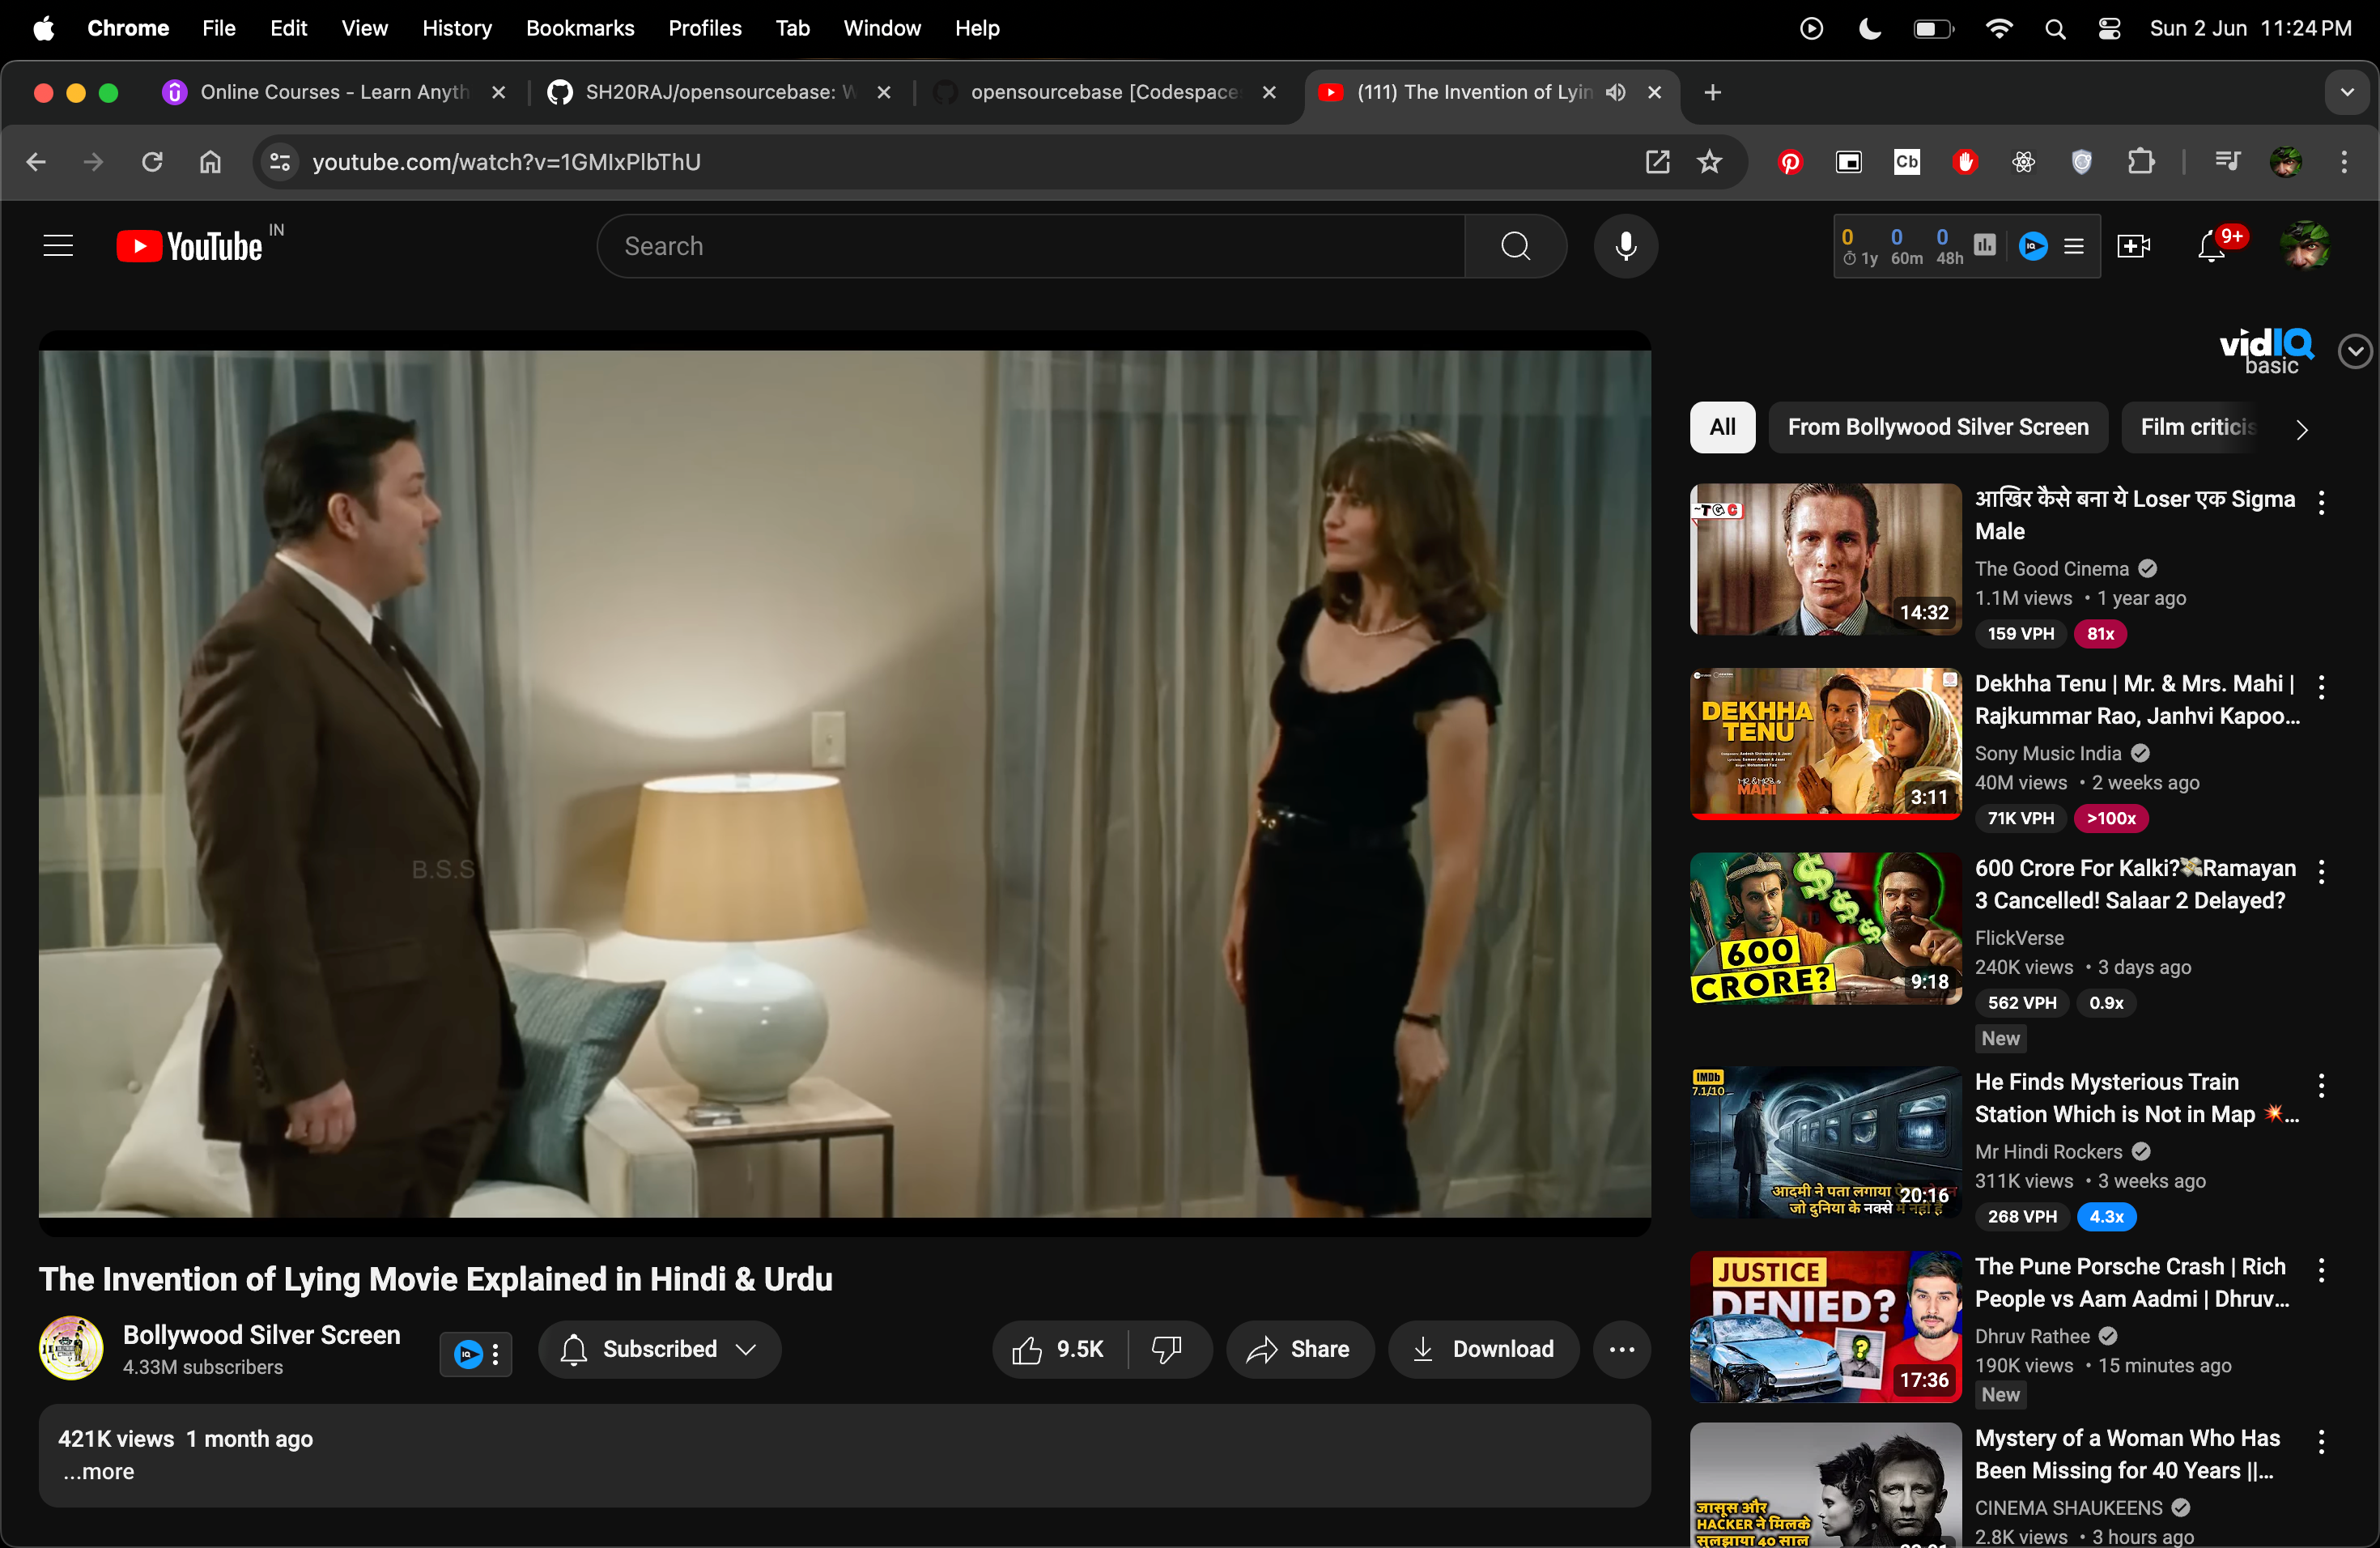 Chrome File Edit View History Bookmarks Profiles Tab Window Help
Sun 2 Jun 11:24 PM
Online Courses - Learn Anyth
SH20RAJ/opensourcebase: W
opensourcebase [Codespace
(111) The Invention of Lyin
youtube.com/watch?v=1GMIxPlbThU
Cb
YouTube IN
Search
0 0 0
1y 60m 48h
IQ
9+
vidIQ
basic
All
From Bollywood Silver Screen
Film criticis
B.S.S
~TGC
14:32
आखिर कैसे बना ये Loser एक Sigma
Male
The Good Cinema
1.1M views • 1 year ago
159 VPH 81x
DEKHHA
TENU
MR. & MRS.
MAHI
3:11
Dekhha Tenu | Mr. & Mrs. Mahi |
Rajkummar Rao, Janhvi Kapoo...
Sony Music India
40M views • 2 weeks ago
71K VPH >100x
600
CRORE?
9:18
600 Crore For Kalki?💸Ramayan
3 Cancelled! Salaar 2 Delayed?
FlickVerse
240K views • 3 days ago
562 VPH 0.9x
New
IMDb
7.1/10
आदमी ने पता लगाया
जो दुनिया के नक्से में नहीं है
20:16
He Finds Mysterious Train
Station Which is Not in Map 💥...
Mr Hindi Rockers
311K views • 3 weeks ago
268 VPH 4.3x
JUSTICE
DENIED?
?
17:36
The Pune Porsche Crash | Rich
People vs Aam Aadmi | Dhruv...
Dhruv Rathee
190K views • 15 minutes ago
New
जासूस और
HACKER ने मिलके
सुलझाया 40 साल
Mystery of a Woman Who Has
Been Missing for 40 Years ||...
CINEMA SHAUKEENS
2.8K views • 3 hours ago
The Invention of Lying Movie Explained in Hindi & Urdu
Bollywood Silver Screen
4.33M subscribers
IQ
Subscribed
9.5K
Share
Download
421K views 1 month ago
...more